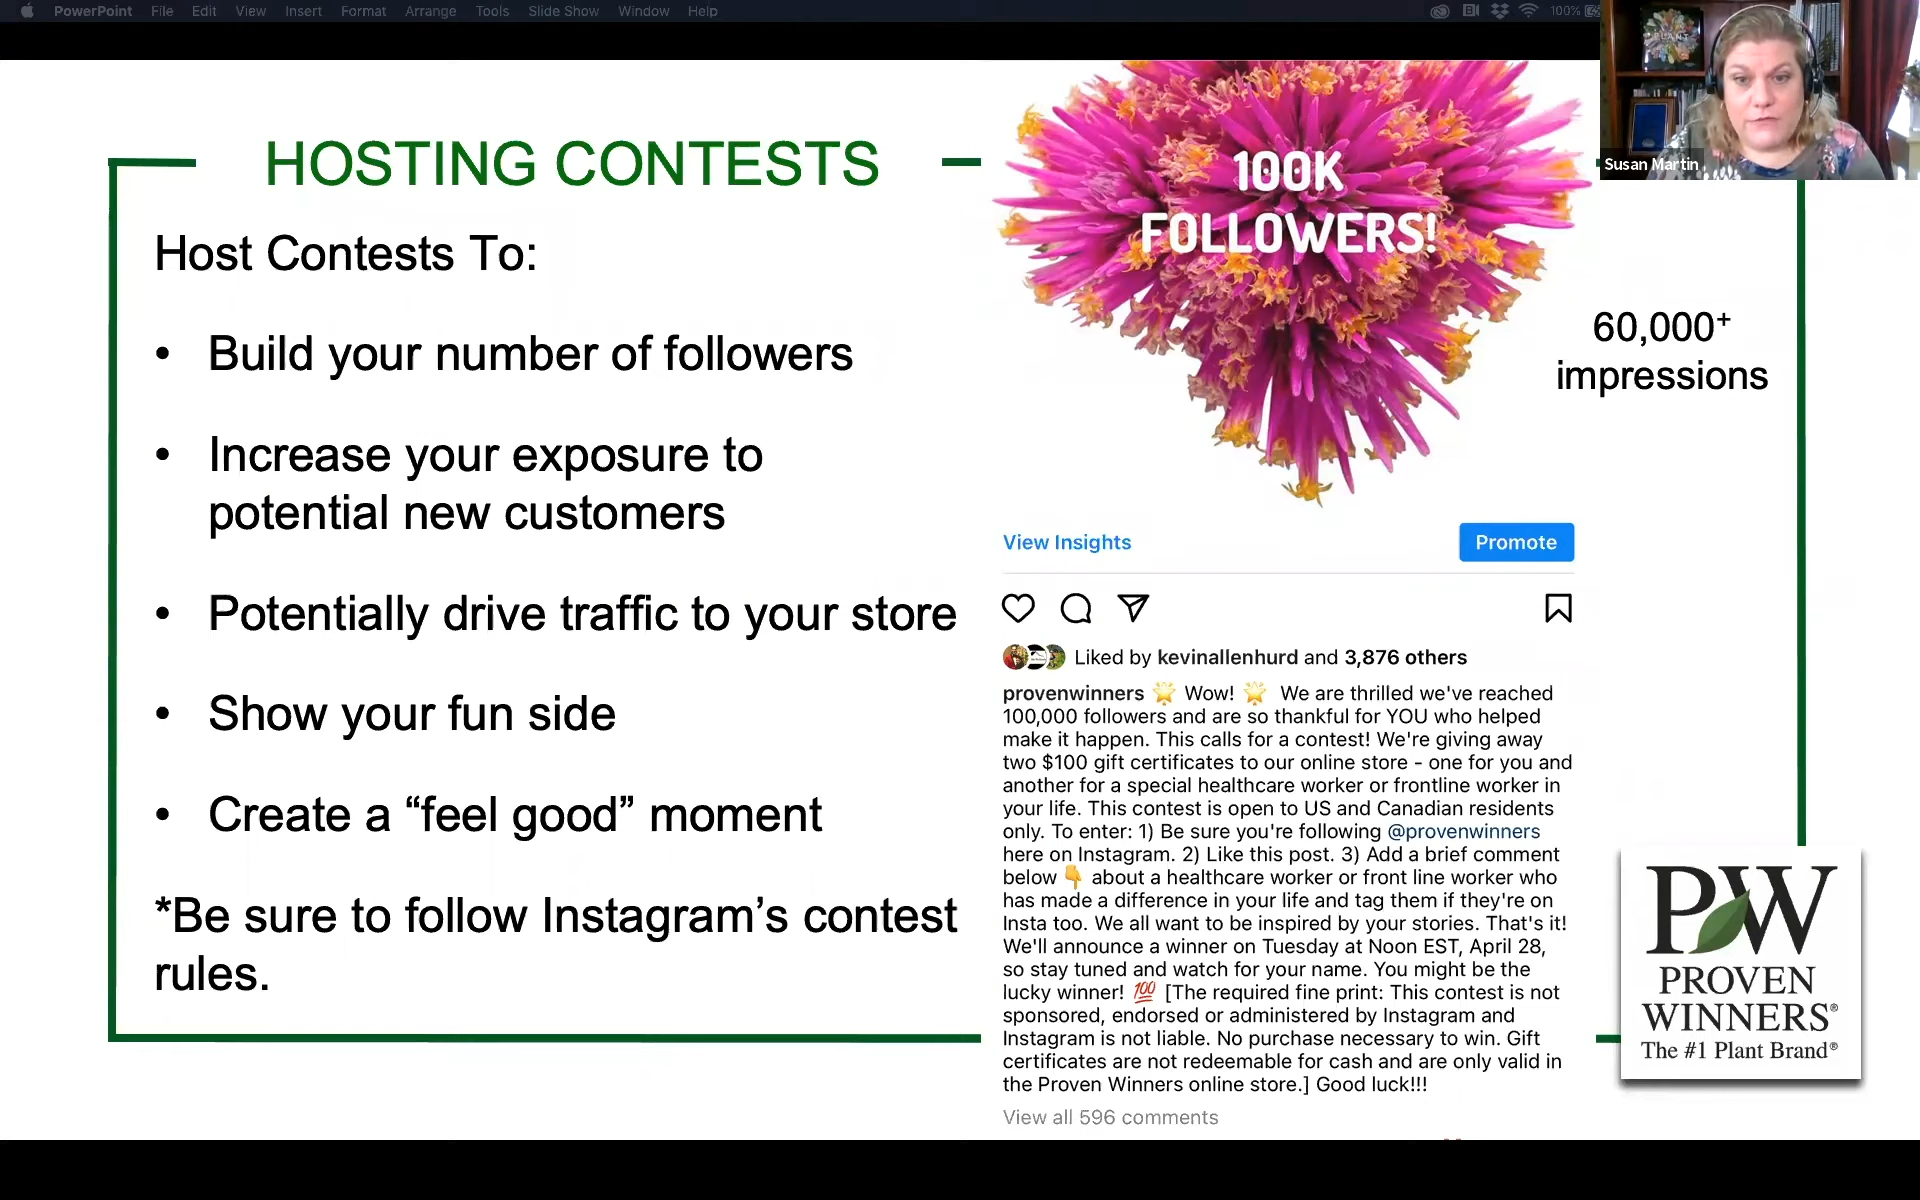 PowerPoint File Edit View Insert Format Arrange Tools Slide Show Window Help
100%
PLANT
Susan Martin
HOSTING CONTESTS
Host Contests To:
• Build your number of followers
• Increase your exposure to
potential new customers
• Potentially drive traffic to your store
• Show your fun side
• Create a “feel good” moment
*Be sure to follow Instagram’s contest
rules.
100K
FOLLOWERS!
60,000+
impressions
View Insights
Promote
Liked by kevinallenhurd and 3,876 others
provenwinners 🌟 Wow! 🌟 We are thrilled we've reached
100,000 followers and are so thankful for YOU who helped
make it happen. This calls for a contest! We're giving away
two $100 gift certificates to our online store - one for you and
another for a special healthcare worker or frontline worker in
your life. This contest is open to US and Canadian residents
only. To enter: 1) Be sure you're following @provenwinners
here on Instagram. 2) Like this post. 3) Add a brief comment
below 👇 about a healthcare worker or front line worker who
has made a difference in your life and tag them if they're on
Insta too. We all want to be inspired by your stories. That's it!
We'll announce a winner on Tuesday at Noon EST, April 28,
so stay tuned and watch for your name. You might be the
lucky winner! 💯 [The required fine print: This contest is not
sponsored, endorsed or administered by Instagram and
Instagram is not liable. No purchase necessary to win. Gift
certificates are not redeemable for cash and are only valid in
the Proven Winners online store.] Good luck!!!
View all 596 comments
PW
PROVEN
WINNERS®
The #1 Plant Brand®